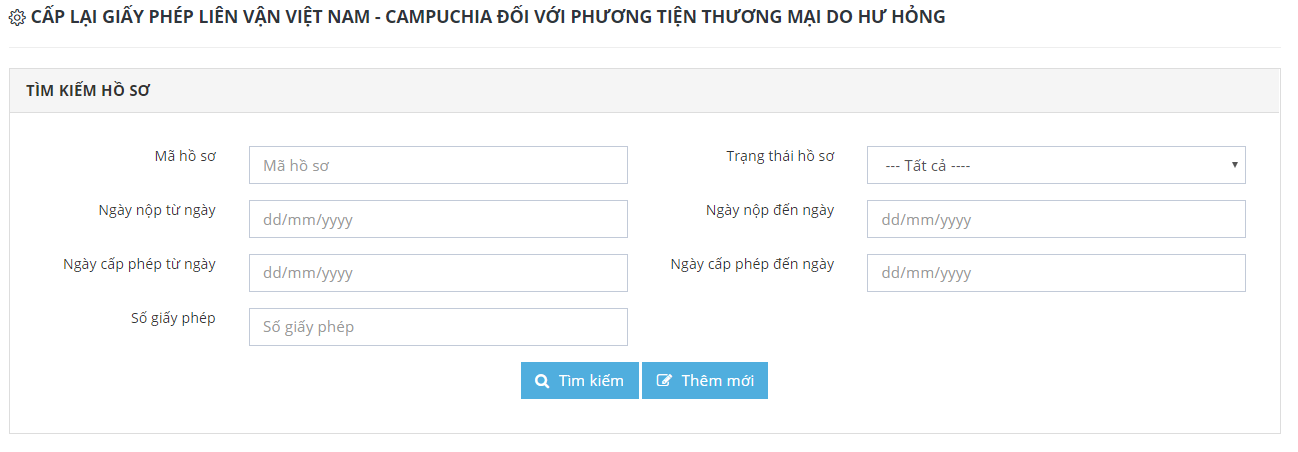 CẤP LẠI GIẤY PHÉP LIÊN VẬN VIỆT NAM - CAMPUCHIA ĐỐI VỚI PHƯƠNG TIỆN THƯƠNG MẠI DO HƯ HỎNG
TÌM KIẾM HỒ SƠ
Mã hồ sơ Mã hồ sơ Trạng thái hồ sơ --- Tất cả ----
Ngày nộp từ ngày dd/mm/yyyy Ngày nộp đến ngày dd/mm/yyyy
Ngày cấp phép từ ngày dd/mm/yyyy Ngày cấp phép đến ngày dd/mm/yyyy
Số giấy phép Số giấy phép
Tìm kiếm Thêm mới